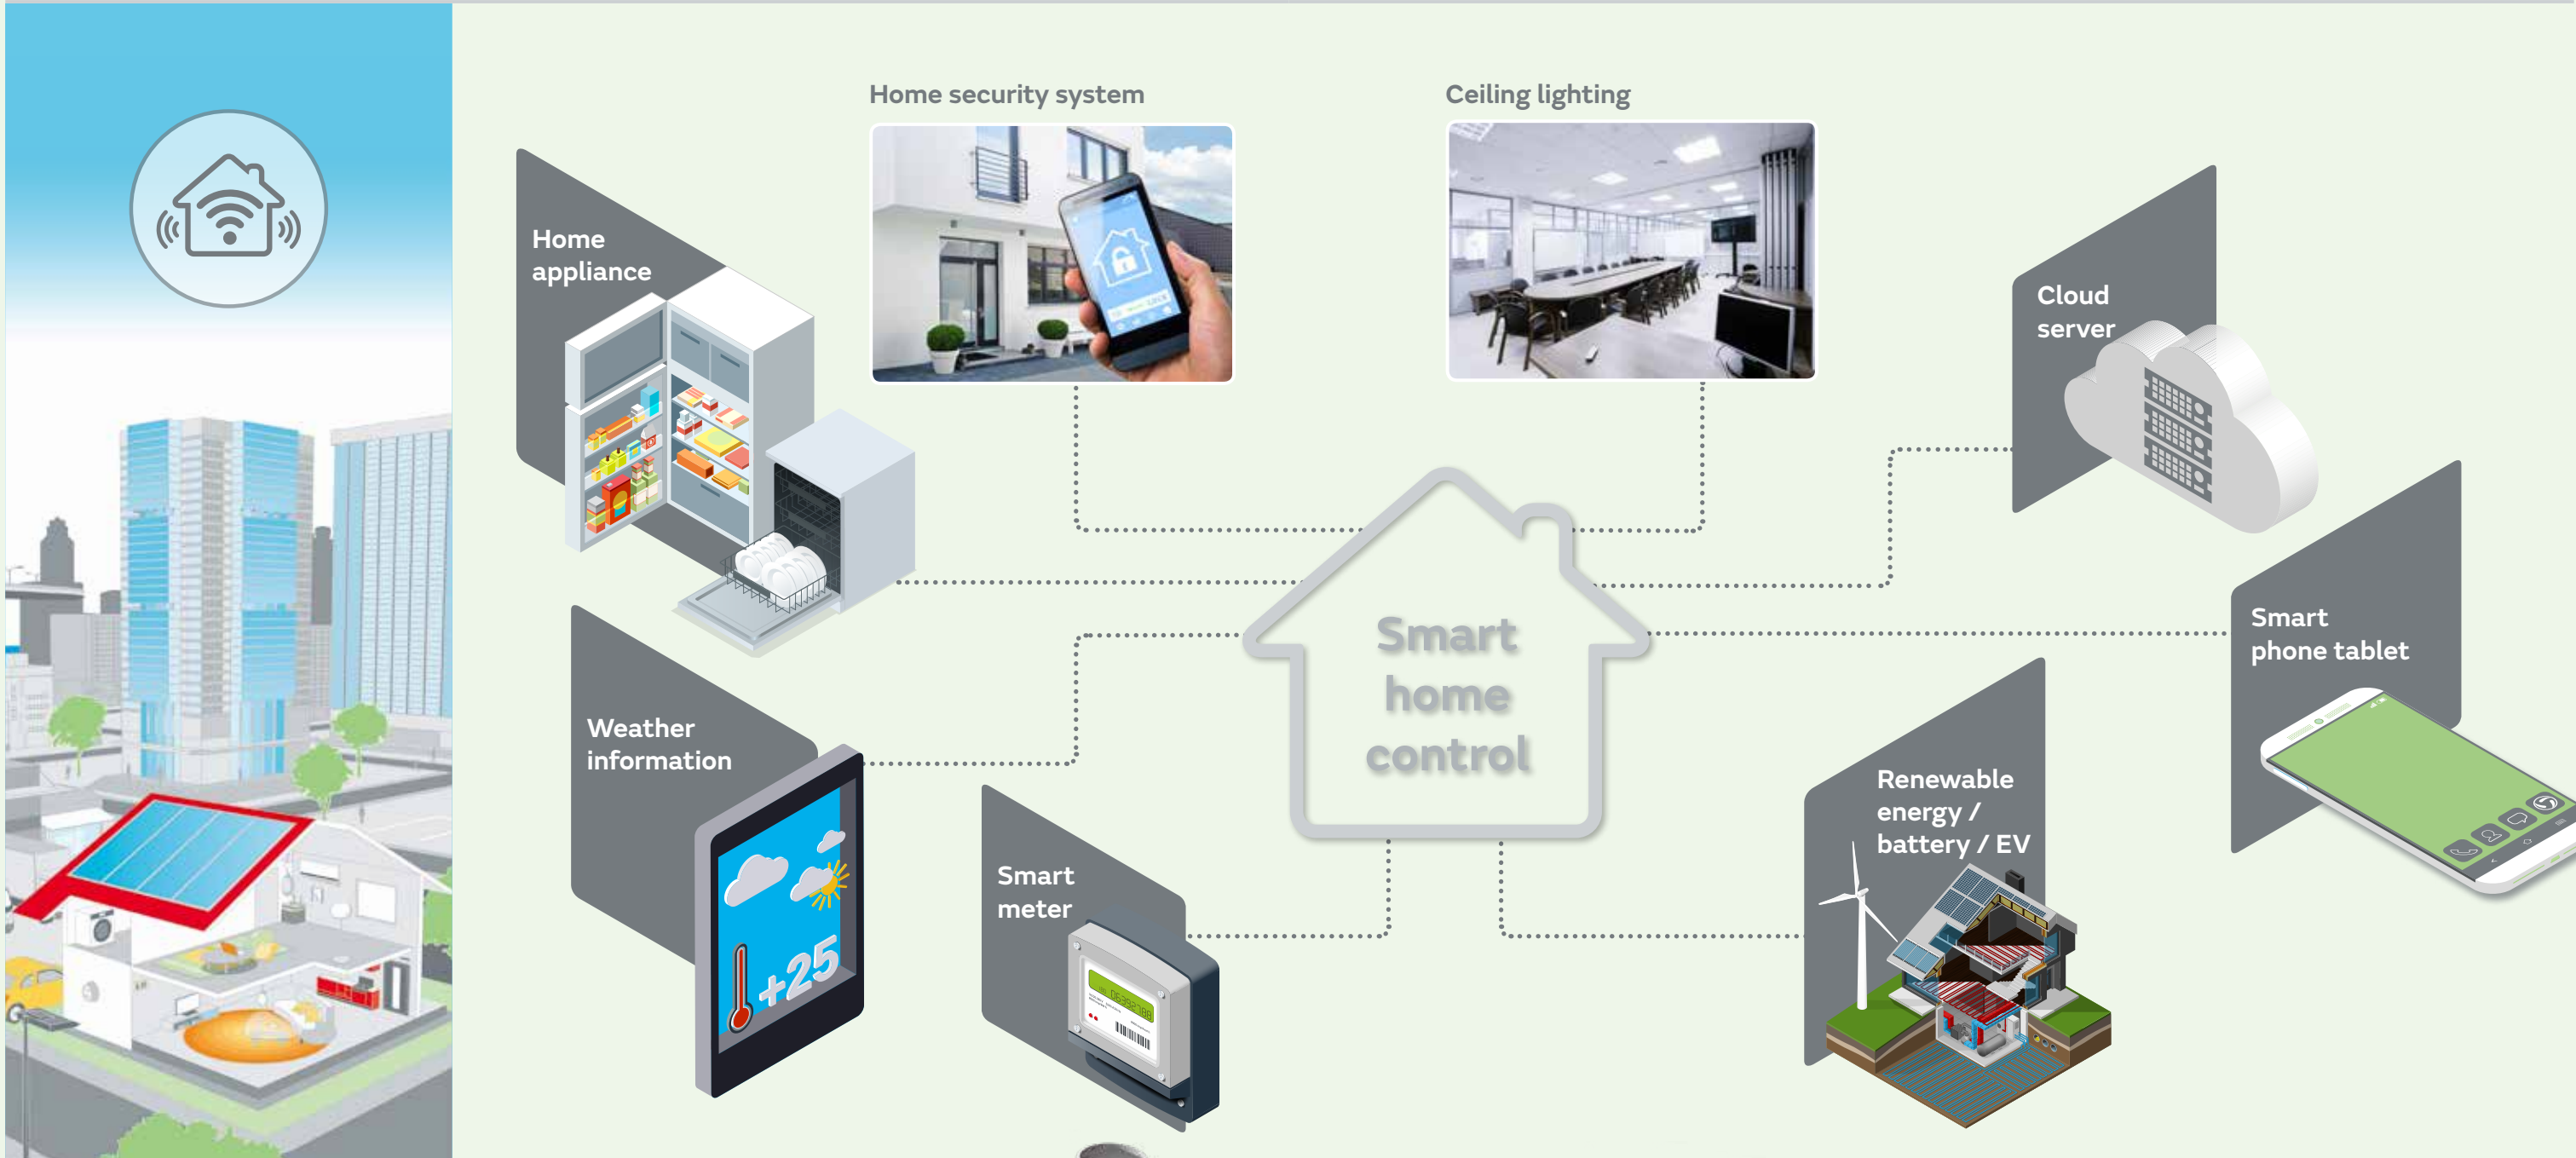 Home security system
Ceiling lighting
Home
appliance
Cloud
server
Smart
home
control
Smart
phone tablet
Weather
information
+25
Smart
meter
Renewable
energy /
battery / EV